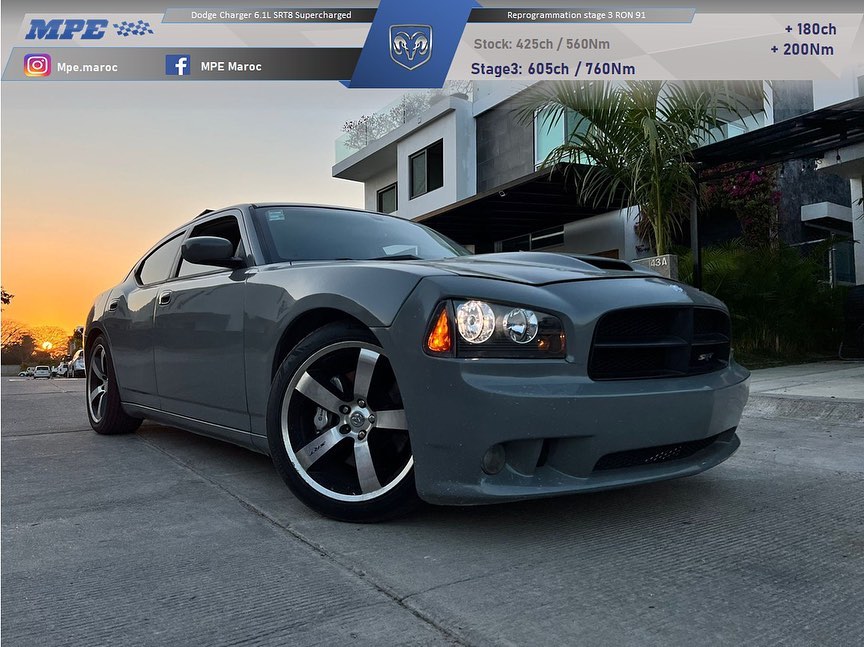 MPE
Dodge Charger 6.1L SRT8 Supercharged
Reprogrammation stage 3 RON 91
Mpe.maroc
MPE Maroc
Stock: 425ch / 560Nm
Stage3: 605ch / 760Nm
+ 180ch
+ 200Nm
43A
SRT